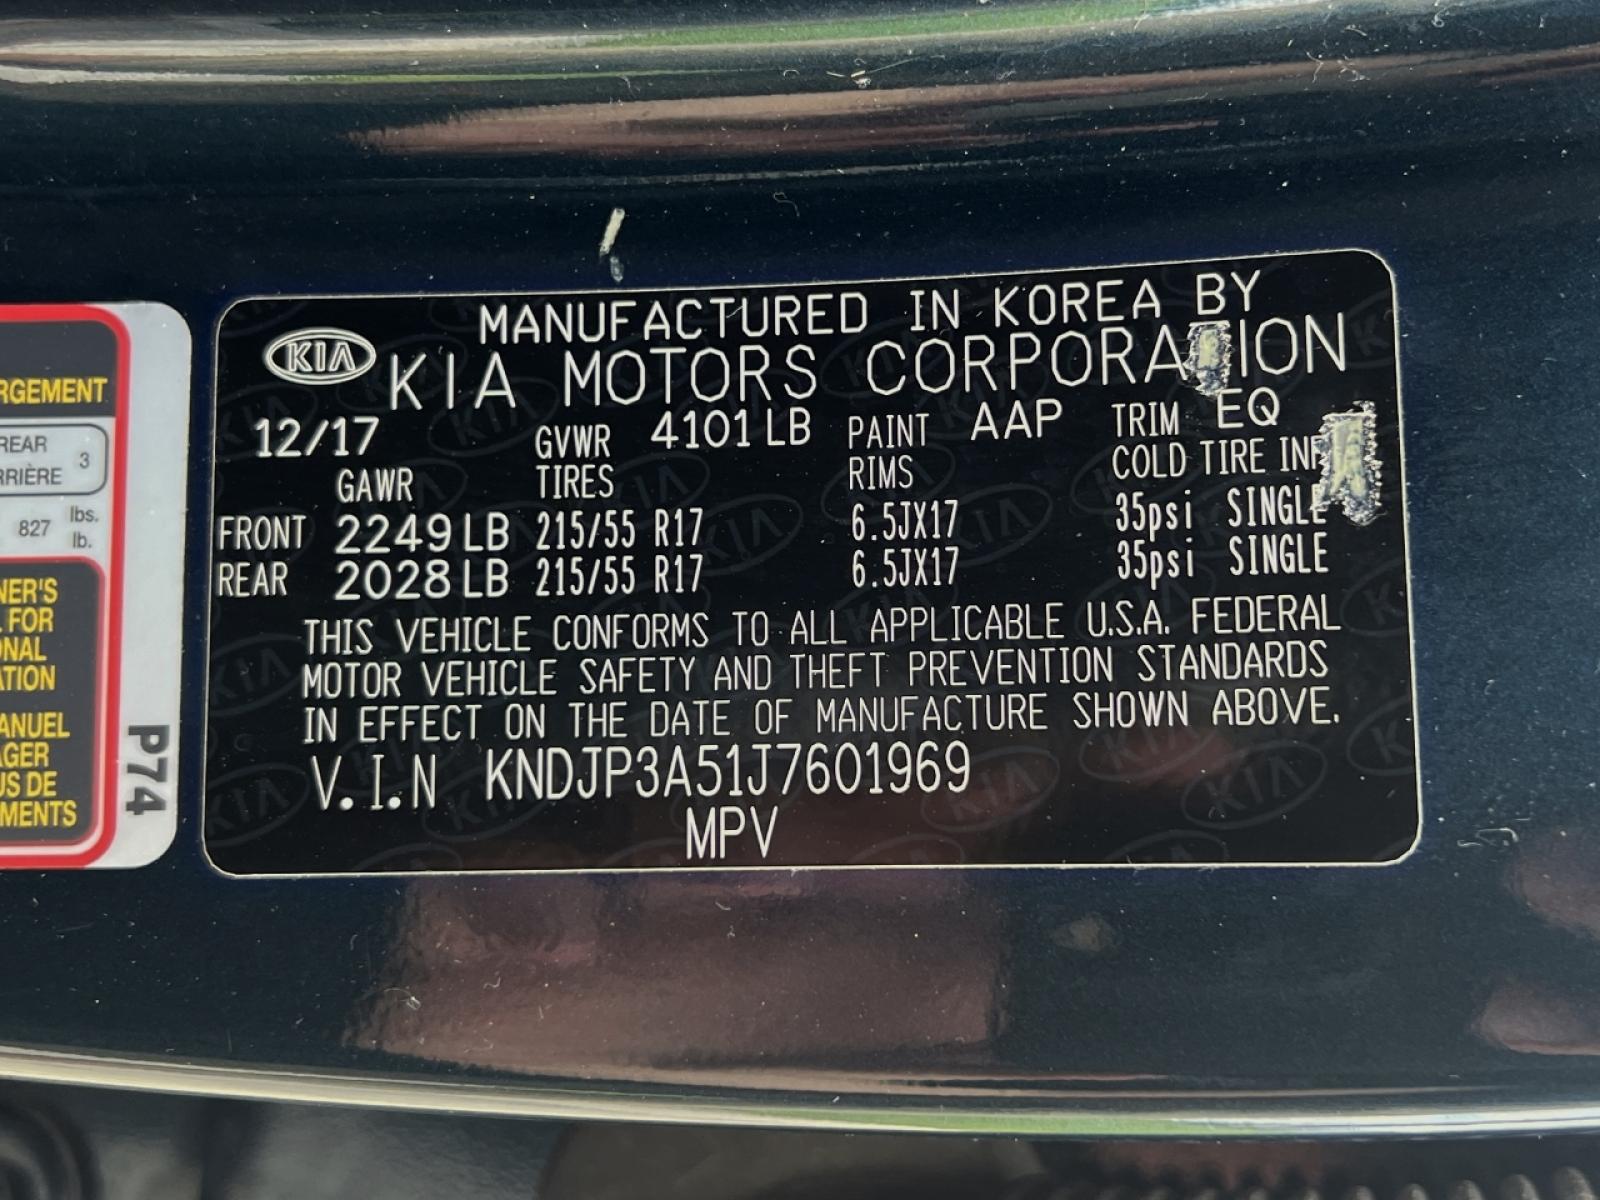 MANUFACTURED IN KOREA BY
KIA KIA MOTORS CORPORATION
12/17 GVWR 4101 LB PAINT AAP TRIM EQ
GAWR TIRES RIMS COLD TIRE
FRONT 2249 LB 215/55 R17 6.5JX17 35psi SINGLE
REAR 2028 LB 215/55 R17 6.5JX17 35psi SINGLE
THIS VEHICLE CONFORMS TO ALL APPLICABLE U.S.A. FEDERAL
MOTOR VEHICLE SAFETY AND THEFT PREVENTION STANDARDS
IN EFFECT ON THE DATE OF MANUFACTURE SHOWN ABOVE.
V.I.N KNDJP3A51J7601969
MPV
RGEMENT
REAR
RRIÈRE 3
827 lbs.
lb.
NER'S
FOR
ONAL
ATION
ANUEL
AGER
US DE
MENTS
P74